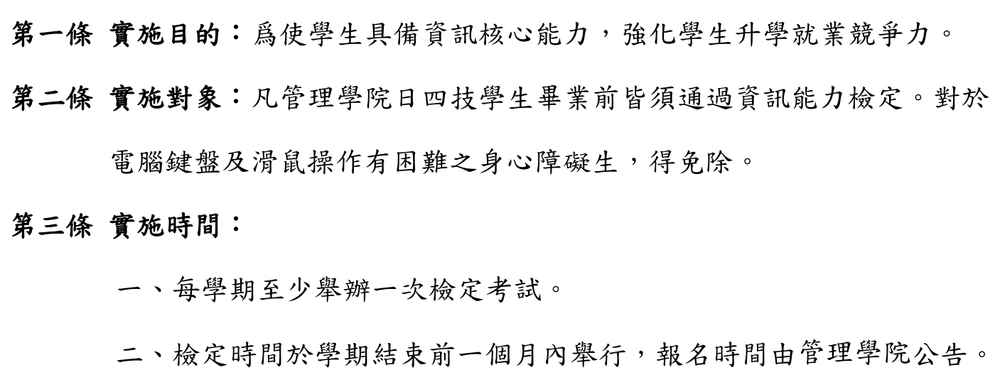 第一條 實施目的：為使學生具備資訊核心能力，強化學生升學就業競爭力。
第二條 實施對象：凡管理學院日四技學生畢業前皆須通過資訊能力檢定。對於
電腦鍵盤及滑鼠操作有困難之身心障礙生，得免除。
第三條 實施時間：
一、每學期至少舉辦一次檢定考試。
二、檢定時間於學期結束前一個月內舉行，報名時間由管理學院公告。